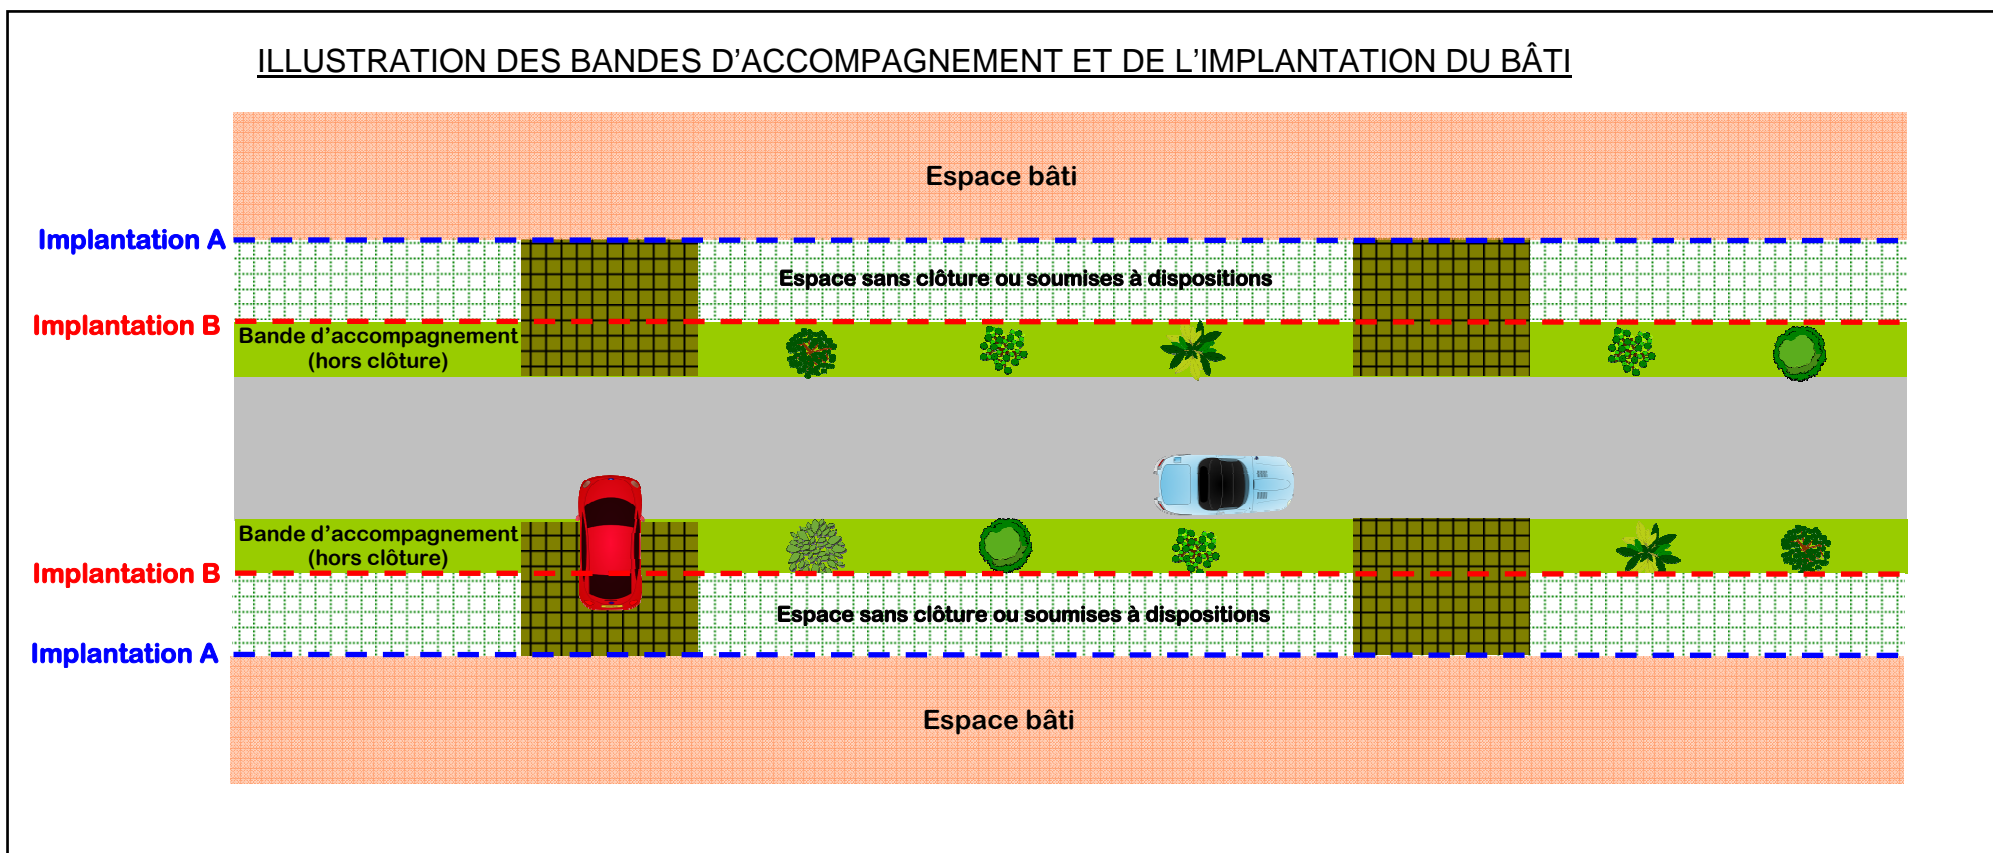 ILLUSTRATION DES BANDES D'ACCOMPAGNEMENT ET DE L'IMPLANTATION DU BÂTI
Espace bâti
Implantation A
Espace sans clôture ou soumises à dispositions
Implantation B
Bande d'accompagnement
(hors clôture)
Bande d'accompagnement
(hors clôture)
Implantation B
Espace sans clôture ou soumises à dispositions
Implantation A
Espace bâti